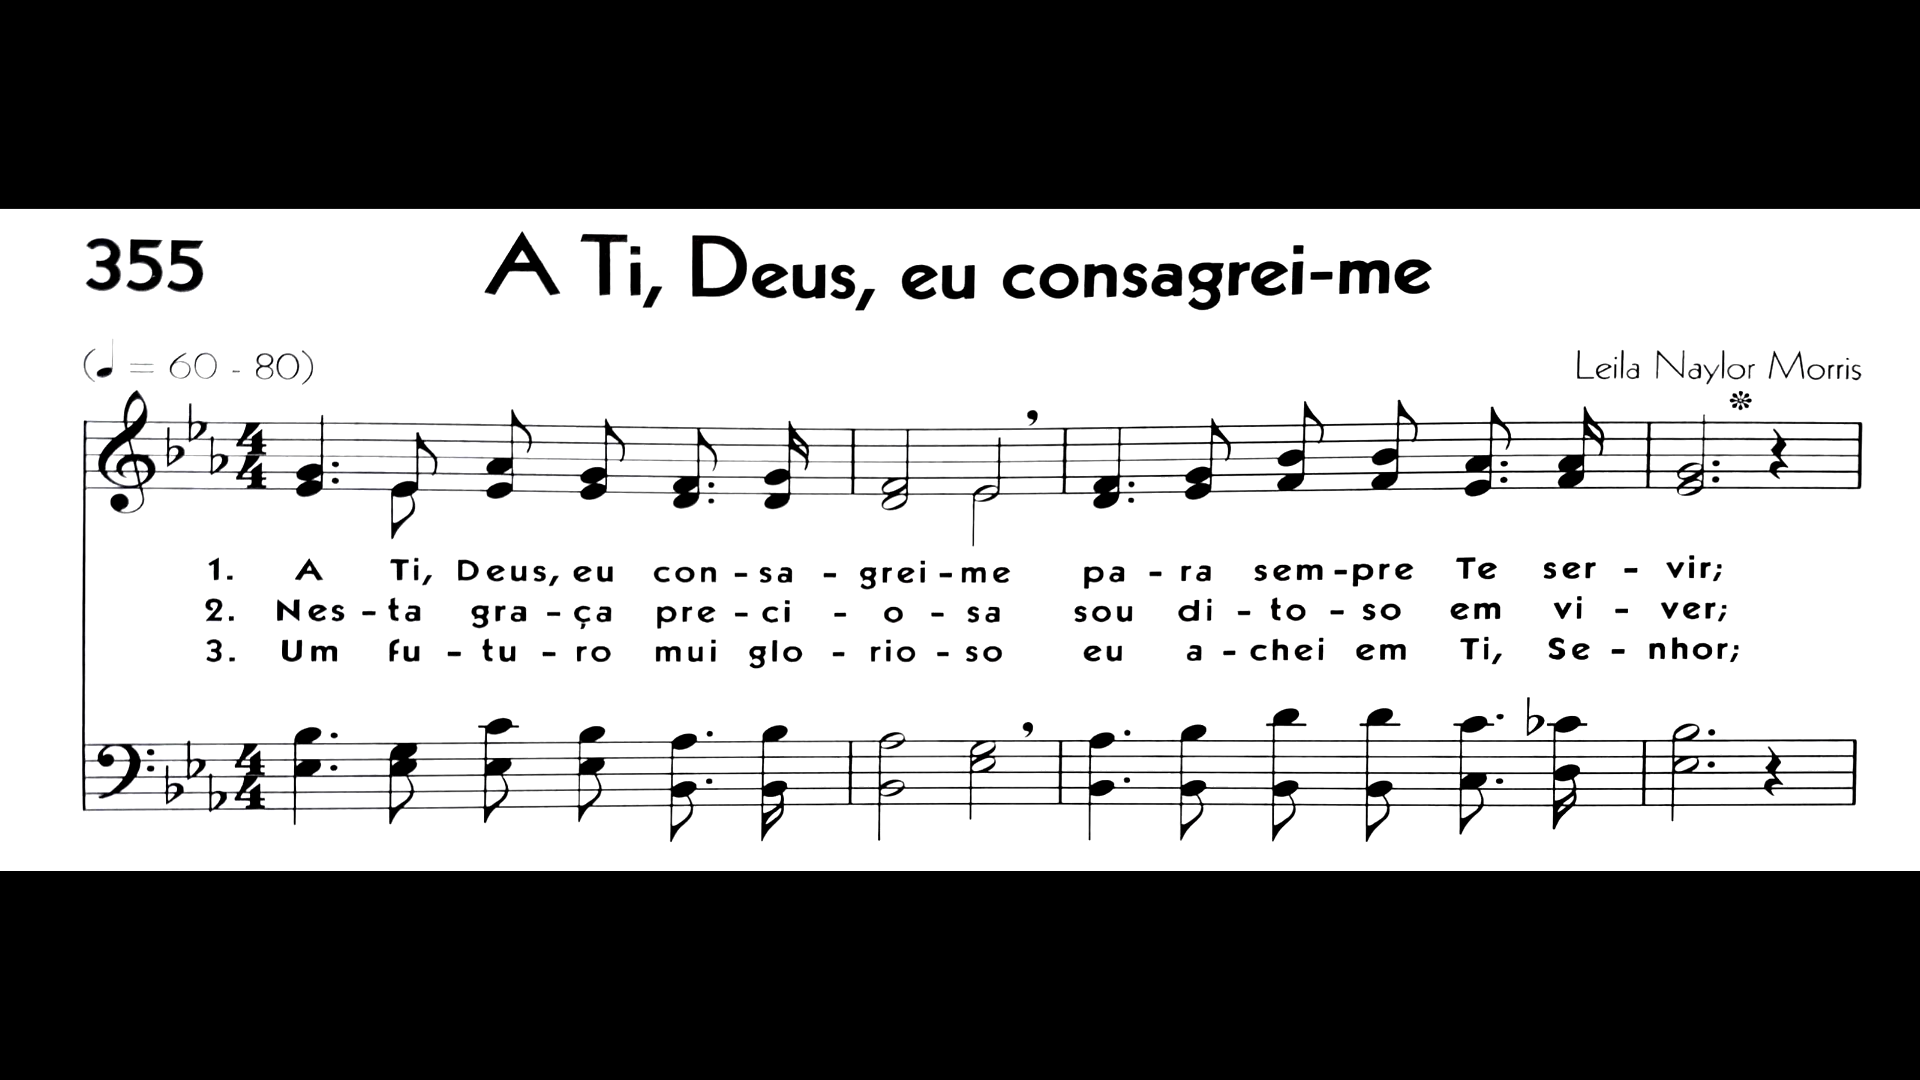 355
A Ti, Deus, eu consagrei-me
(♩ = 60 - 80)
Leila Naylor Morris
1. A Ti, Deus, eu con - sa - grei - me pa - ra sem - pre Te ser - vir;
2. Nes - ta gra - ça pre - ci - o - sa sou di - to - so em vi - ver;
3. Um fu - tu - ro mui glo - rio - so eu a - chei em Ti, Se - nhor;